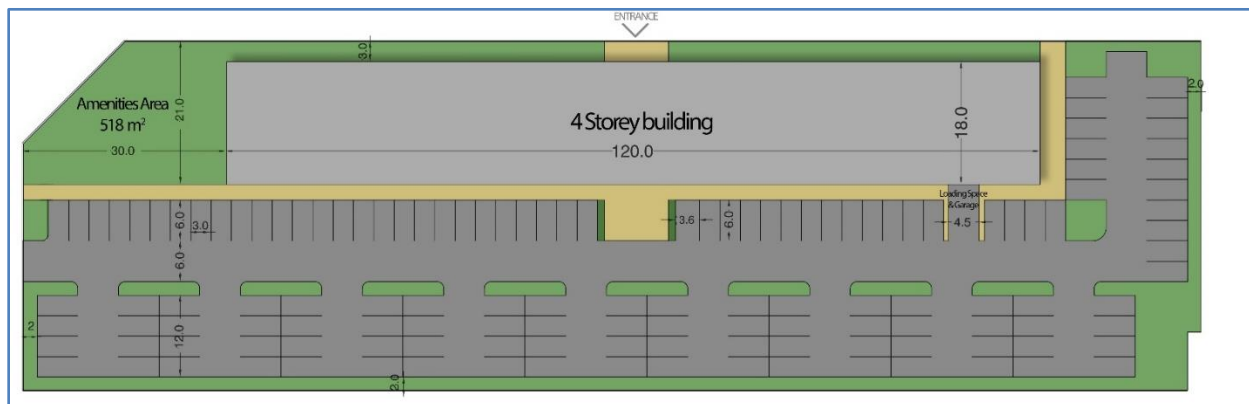 ENTRANCE
3.0
2.0
Amenities Area
518 m²
21.0
4 Storey building
18.0
30.0
120.0
Loading Space
& Garage
6.0
3.0
3.6
6.0
4.5
6.0
2
12.0
2.0